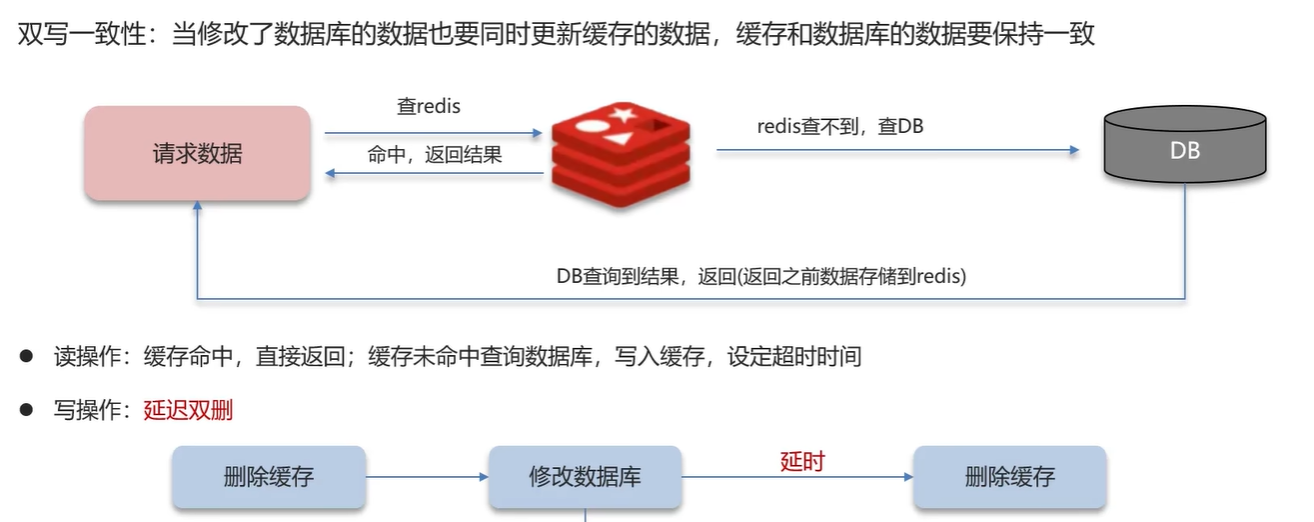 双写一致性：当修改了数据库的数据也要同时更新缓存的数据，缓存和数据库的数据要保持一致
查redis
请求数据
命中，返回结果
redis查不到，查DB
DB
DB查询到结果，返回(返回之前数据存储到redis)
读操作：缓存命中，直接返回；缓存未命中查询数据库，写入缓存，设定超时时间
写操作：延迟双删
删除缓存
修改数据库
延时
删除缓存